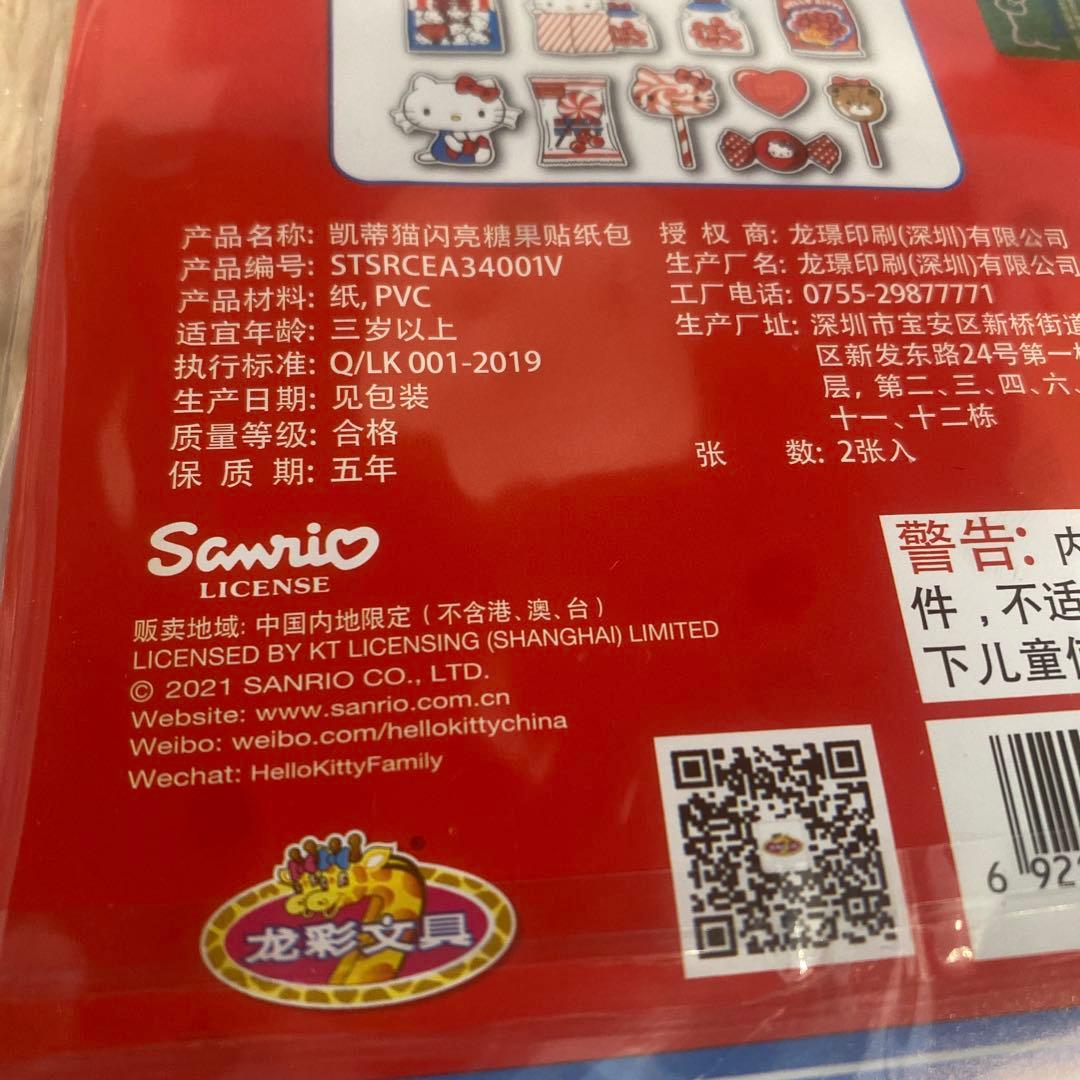 产品名称: 凯蒂猫闪亮糖果贴纸包
产品编号: STSRCEA34001V
产品材料: 纸, PVC
适宜年龄: 三岁以上
执行标准: Q/LK 001-2019
生产日期: 见包装
质量等级: 合格
保 质 期: 五年
授 权 商: 龙璟印刷(深圳)有限公司
生产厂名: 龙璟印刷(深圳)有限公司
工厂电话: 0755-29877771
生产厂址: 深圳市宝安区新桥街道
区新发东路24号第一
层, 第二、三、四、六、
十一、十二栋
张 数: 2张入
Sanrio
LICENSE
贩卖地域: 中国内地限定 (不含港、澳、台)
LICENSED BY KT LICENSING (SHANGHAI) LIMITED
© 2021 SANRIO CO., LTD.
Website: www.sanrio.com.cn
Weibo: weibo.com/hellokittychina
Wechat: HelloKittyFamily
警告: 内
件,不适
下儿童
龙彩文具
6 92